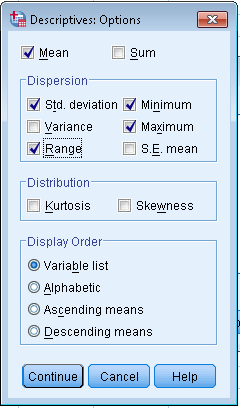 Descriptives: Options
Mean Sum
Dispersion
Std. deviation Minimum
Variance Maximum
Range S.E. mean
Distribution
Kurtosis Skewness
Display Order
Variable list
Alphabetic
Ascending means
Descending means
Continue Cancel Help